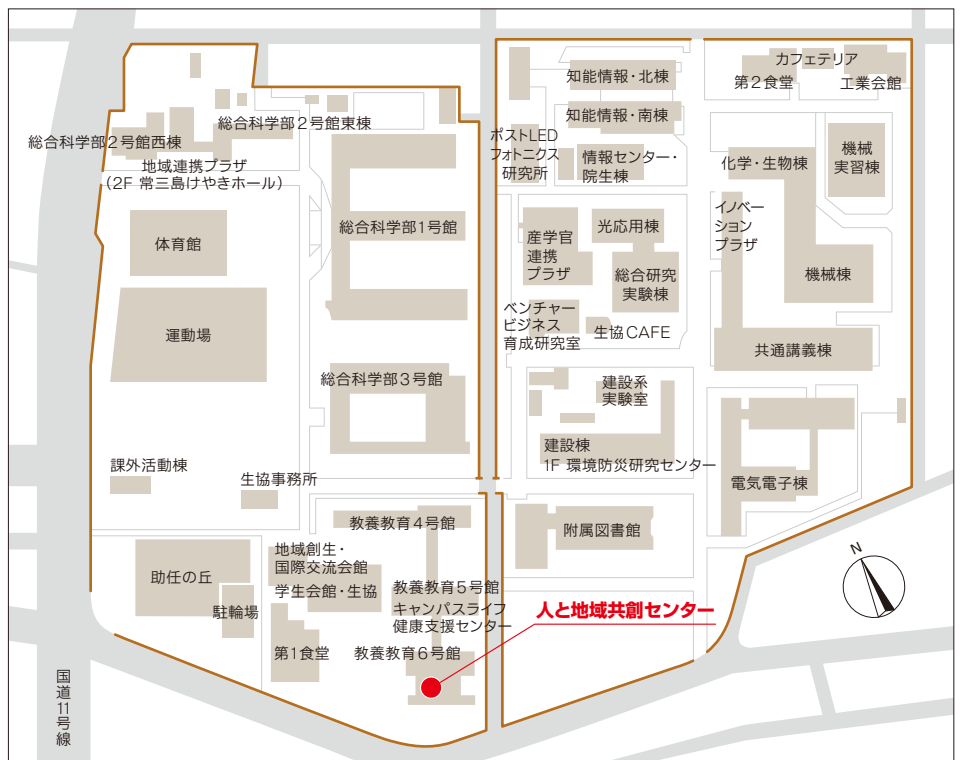 総合科学部2号館東棟
総合科学部2号館西棟
地域連携プラザ
(2F 常三島けやきホール)
体育館
総合科学部1号館
運動場
総合科学部3号館
課外活動棟
生協事務所
教養教育4号館
地域創生・
国際交流会館
助任の丘
学生会館・生協
駐輪場
教養教育5号館
キャンパスライフ
健康支援センター
第1食堂
教養教育6号館
国道11号線
知能情報・北棟
知能情報・南棟
ポストLED
フォトニクス
研究所
情報センター・
院生棟
産学官
連携
プラザ
光応用棟
総合研究
実験棟
ベンチャー
ビジネス
育成研究室
生協CAFE
建設系
実験室
建設棟
1F 環境防災研究センター
附属図書館
人と地域共創センター
カフェテリア
第2食堂
工業会館
化学・生物棟
機械
実習棟
イノベー
ション
プラザ
機械棟
共通講義棟
電気電子棟
N